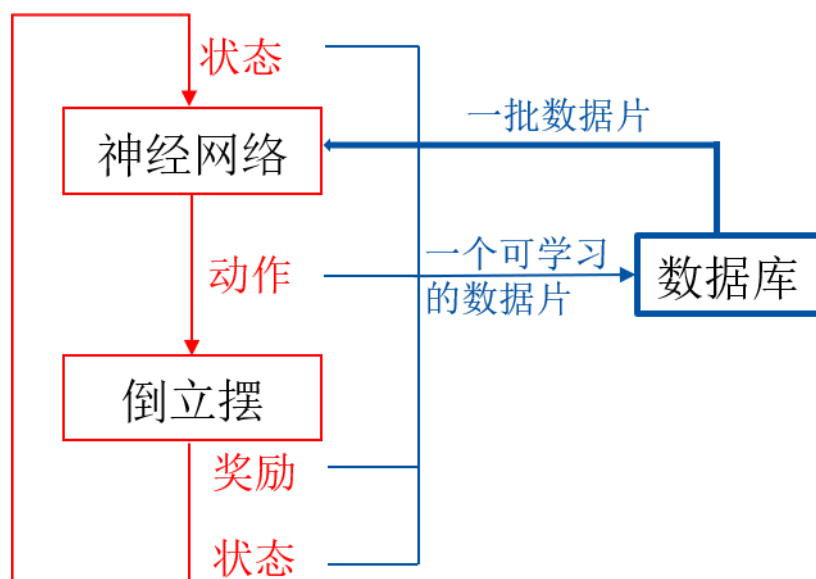 状态
一批数据片
神经网络
动作
一个可学习
的数据片
数据库
倒立摆
奖励
状态